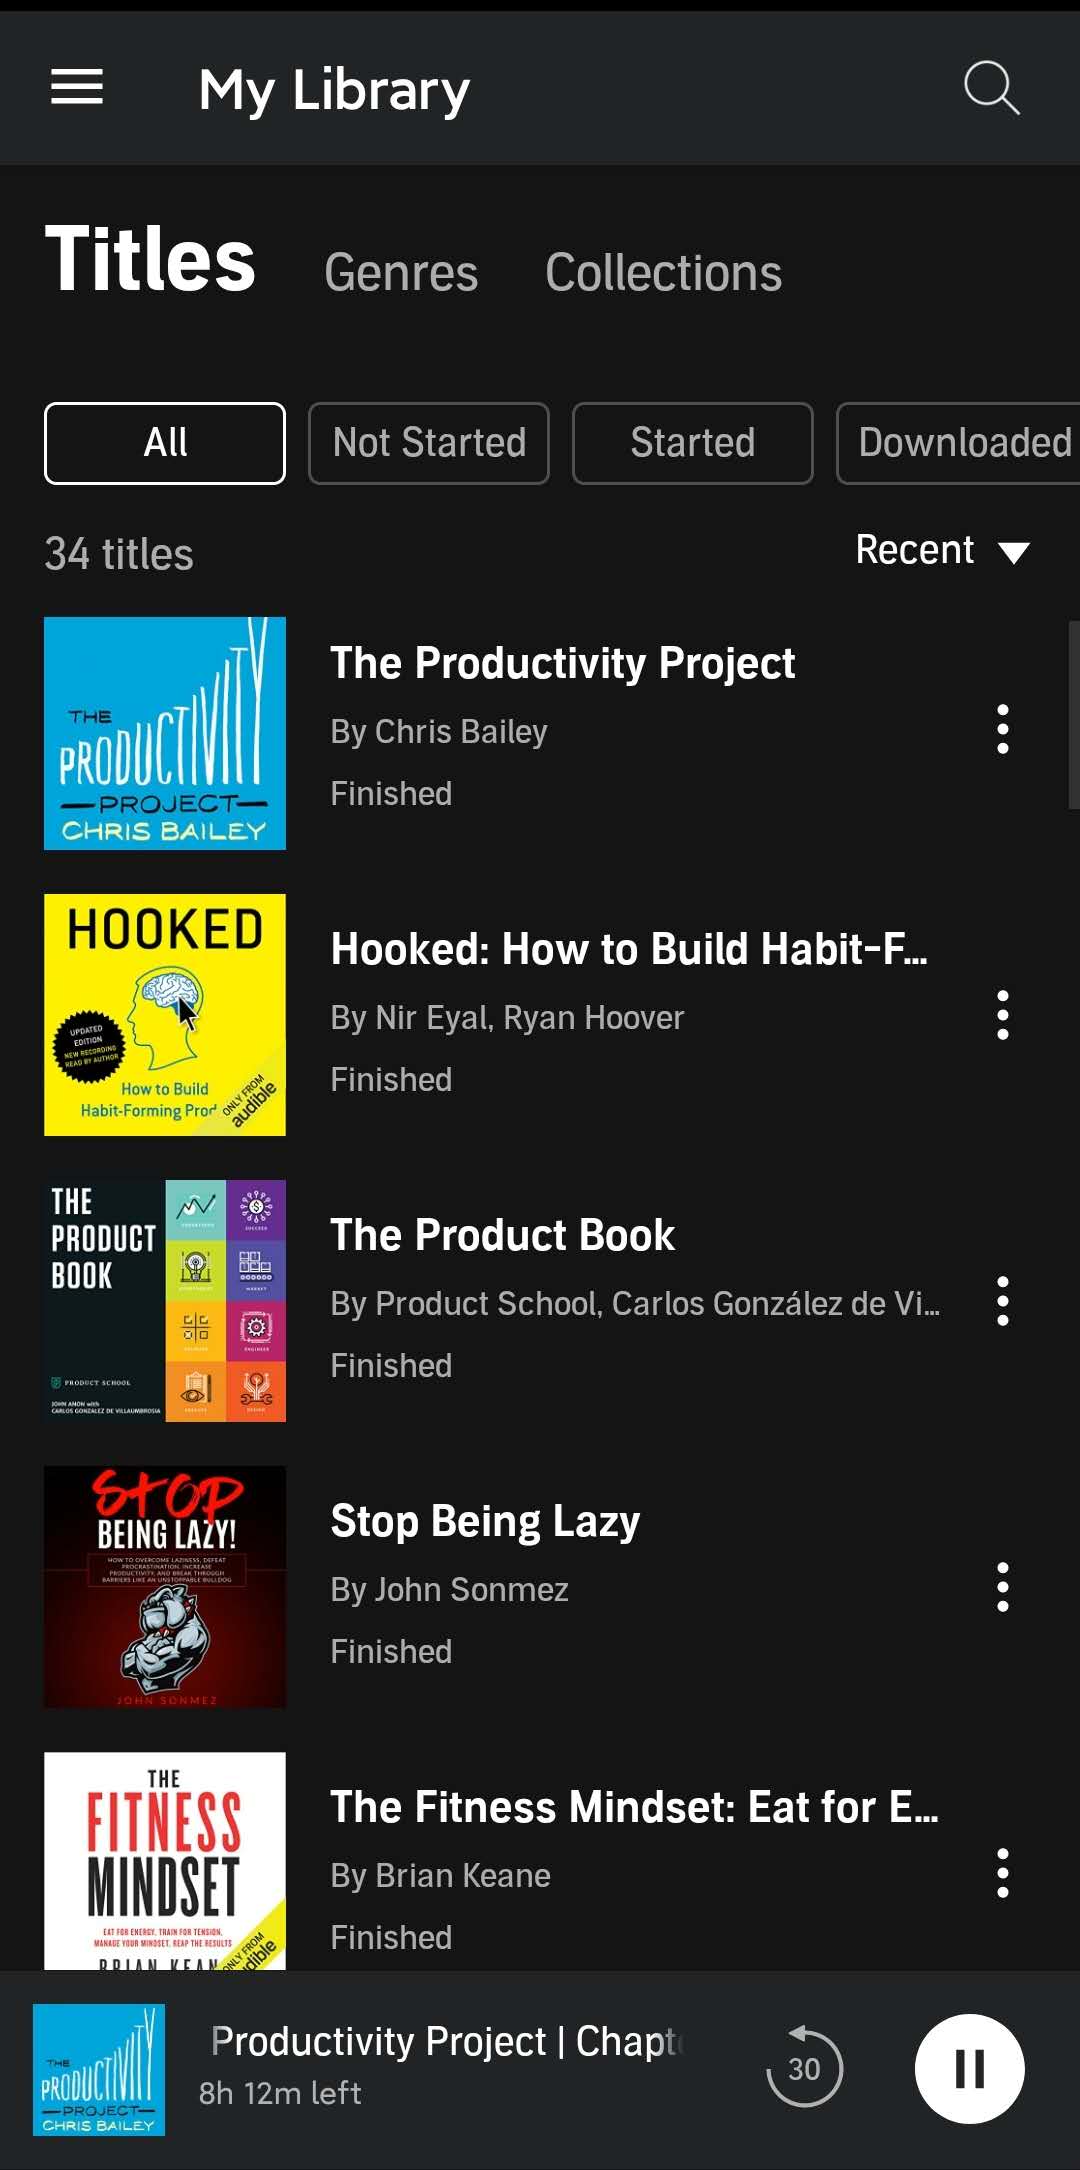 My Library
Titles
Genres
Collections
All
Not Started
Started
Downloaded
34 titles
Recent
THE
PRODUCTIVITY
PROJECT
CHRIS BAILEY
The Productivity Project
By Chris Bailey
Finished
HOOKED
UPDATED
EDITION
NEW RECORDING
READ BY AUTHOR
How to Build
Habit-Forming Prod
ONLY FROM
audible
Hooked: How to Build Habit-F...
By Nir Eyal, Ryan Hoover
Finished
THE
PRODUCT
BOOK
PRODUCT SCHOOL
JOHN AMON with
CARLOS GONZALEZ DE VILLAUMBROSIA
MARKET
ENGINEER
DESIGN
The Product Book
By Product School, Carlos González de Vi...
Finished
STOP
BEING LAZY!
HOW TO OVERCOME LAZINESS, DEFEAT
PROCRASTINATION, INCREASE
PRODUCTIVITY, AND BREAK THROUGH
BARRIERS LIKE AN UNSTOPPABLE BULLDOG
JOHN SONMEZ
Stop Being Lazy
By John Sonmez
Finished
THE
FITNESS
MINDSET
EAT FOR ENERGY, TRAIN FOR TENSION,
MANAGE YOUR MINDSET, REAP THE RESULTS
BRIAN KEAN
ONLY FROM
audible
The Fitness Mindset: Eat for E...
By Brian Keane
Finished
THE
PRODUCTIVITY
PROJECT
CHRIS BAILEY
Productivity Project | Chapt
8h 12m left
30